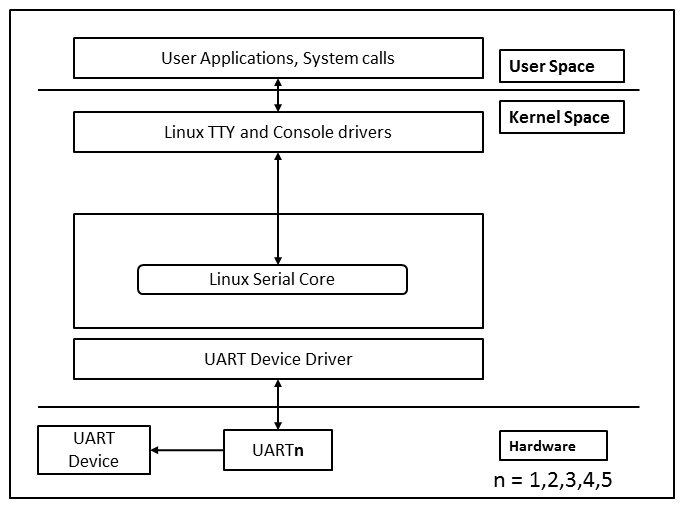 User Applications, System calls
User Space
Linux TTY and Console drivers
Kernel Space
Linux Serial Core
UART Device Driver
UART
Device
UARTn
Hardware
n = 1,2,3,4,5